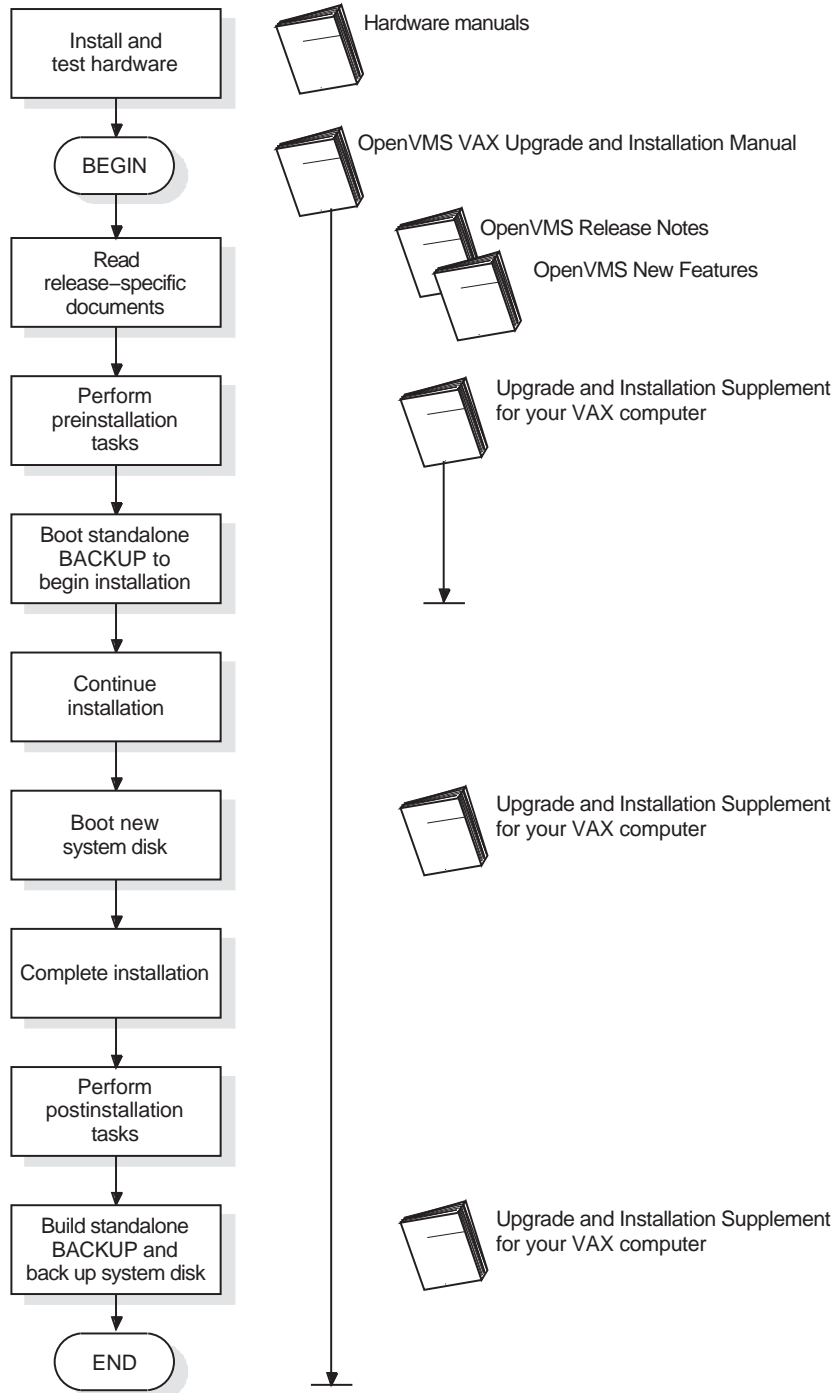 Install and
test hardware
Hardware manuals
BEGIN
OpenVMS VAX Upgrade and Installation Manual
Read
release–specific
documents
OpenVMS Release Notes
OpenVMS New Features
Perform
preinstallation
tasks
Upgrade and Installation Supplement
for your VAX computer
Boot standalone
BACKUP to
begin installation
Continue
installation
Boot new
system disk
Upgrade and Installation Supplement
for your VAX computer
Complete installation
Perform
postinstallation
tasks
Build standalone
BACKUP and
back up system disk
Upgrade and Installation Supplement
for your VAX computer
END